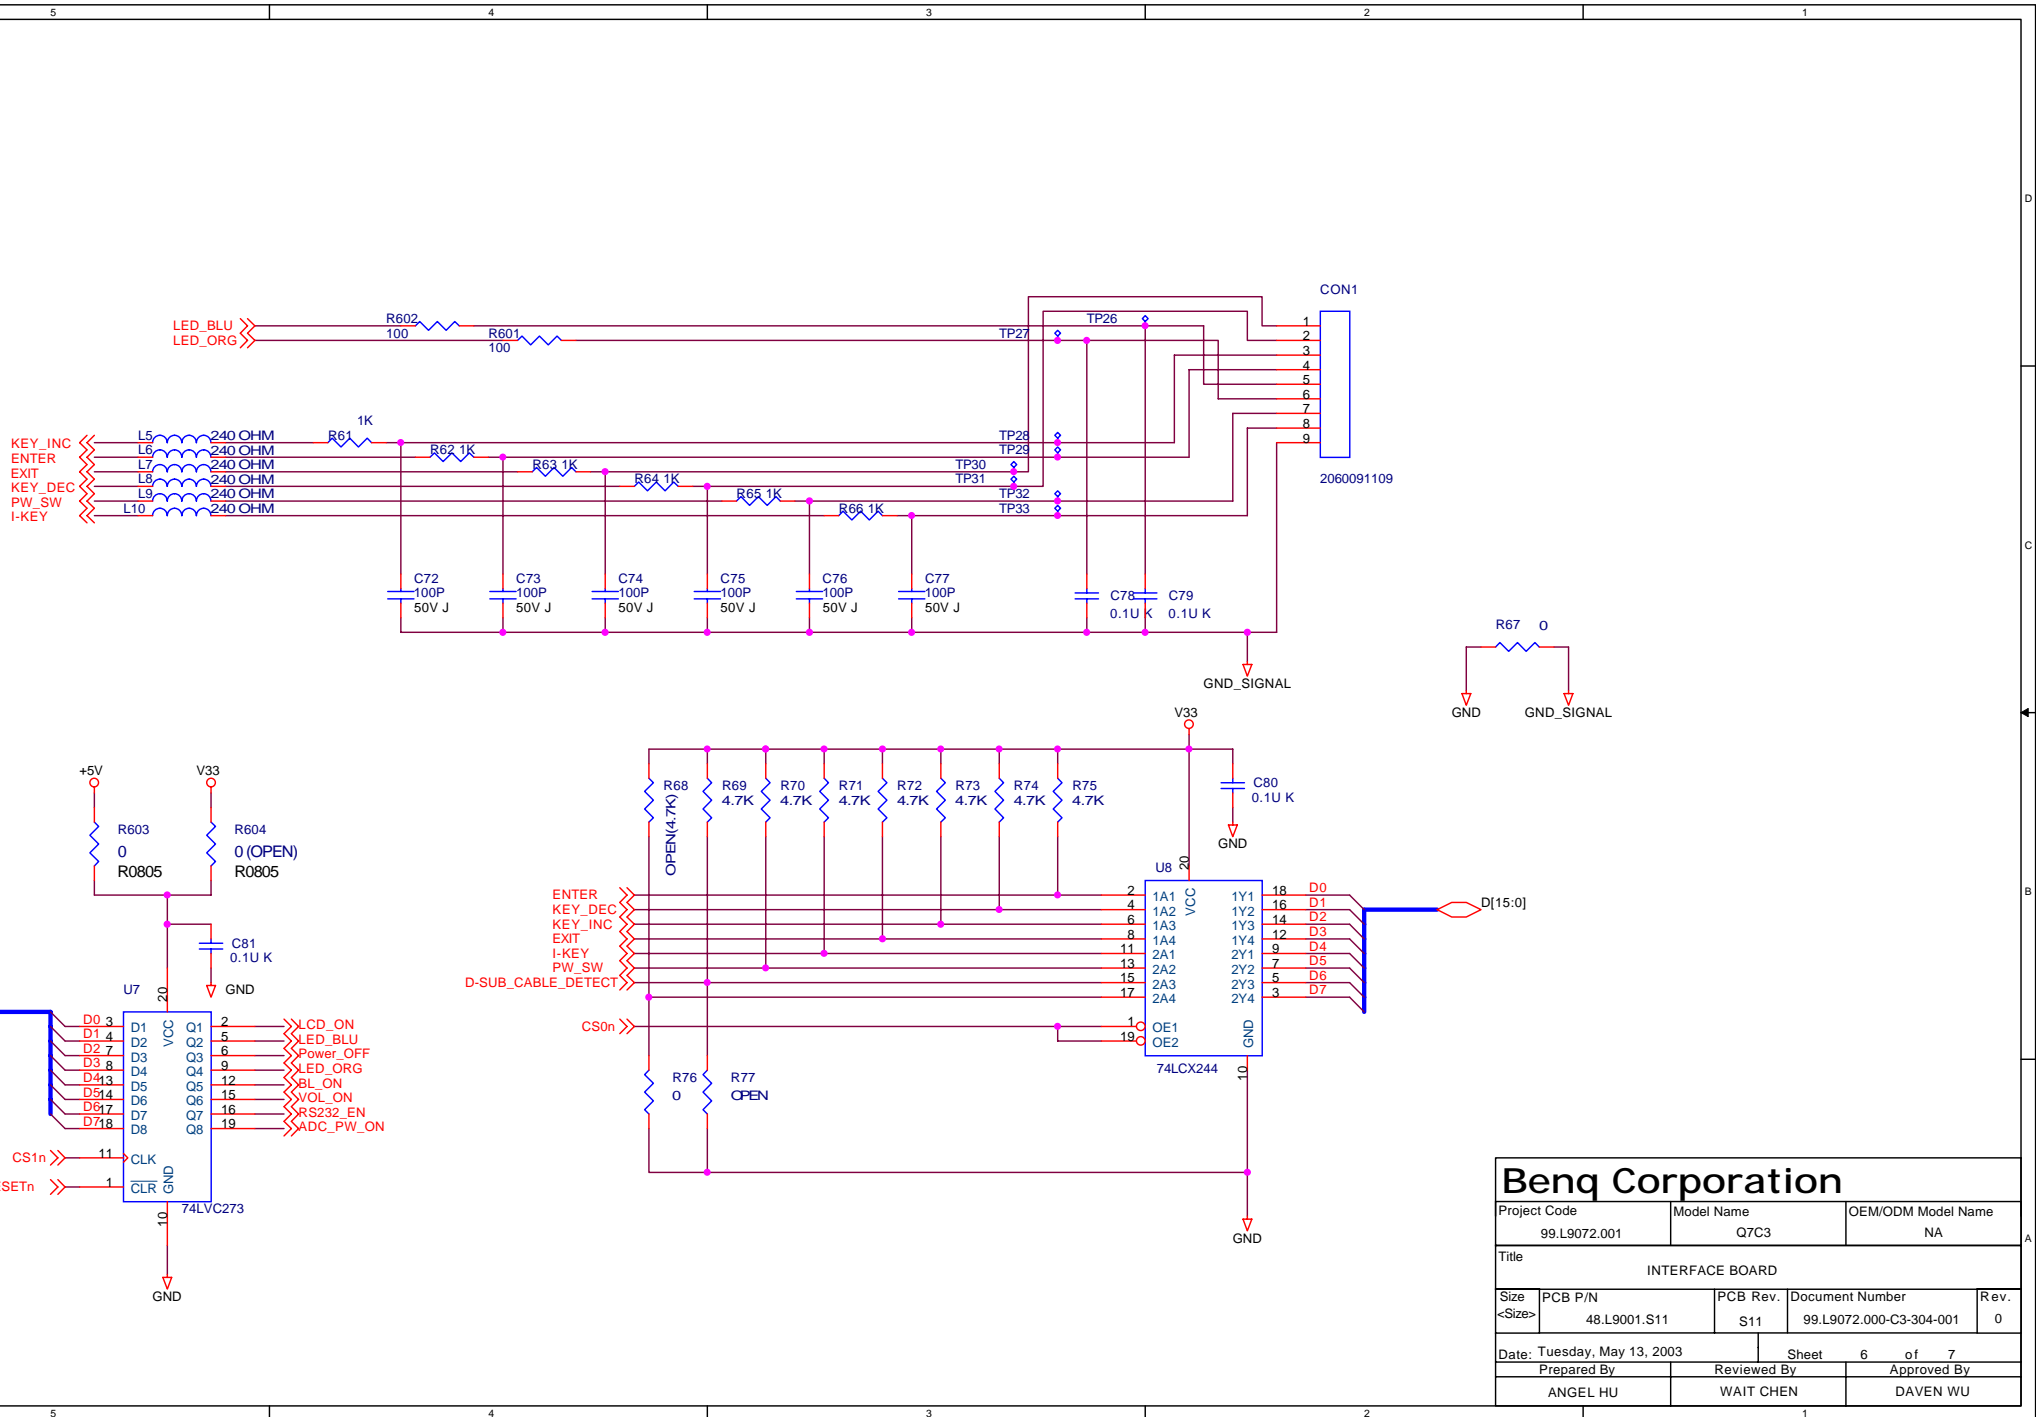 5 4 3 2 1
D
C
B
A
CON1
LED_BLU
LED_ORG
R602
100
R601
100
TP26
TP27
1
2
3
4
5
6
7
8
9
2060091109
KEY_INC
ENTER
EXIT
KEY_DEC
PW_SW
I-KEY
L5 240 OHM
L6 240 OHM
L7 240 OHM
L8 240 OHM
L9 240 OHM
L10 240 OHM
1K
R61
R62 1K
R63 1K
R64 1K
R65 1K
R66 1K
TP28
TP29
TP30
TP31
TP32
TP33
C72
100P
50V J
C73
100P
50V J
C74
100P
50V J
C75
100P
50V J
C76
100P
50V J
C77
100P
50V J
C78
0.1U K
C79
0.1U K
GND_SIGNAL
R67 0
GND
GND_SIGNAL
+5V
V33
R603
0
R0805
R604
0 (OPEN)
R0805
C81
0.1U K
GND
U7
20
VCC
D0 3 D1 Q1 2 LCD_ON
D1 4 D2 Q2 5 LED_BLU
D2 7 D3 Q3 6 Power_OFF
D3 8 D4 Q4 9 LED_ORG
D4 13 D5 Q5 12 BL_ON
D5 14 D6 Q6 15 VOL_ON
D6 17 D7 Q7 16 RS232_EN
D7 18 D8 Q8 19 ADC_PW_ON
CS1n 11 CLK
SETn 1 CLR
GND
10
74LVC273
GND
V33
R68
OPEN(4.7K)
R69
4.7K
R70
4.7K
R71
4.7K
R72
4.7K
R73
4.7K
R74
4.7K
R75
4.7K
C80
0.1U K
GND
U8
20
VCC
ENTER 2 1A1 1Y1 18 D0
KEY_DEC 4 1A2 1Y2 16 D1
KEY_INC 6 1A3 1Y3 14 D2
EXIT 8 1A4 1Y4 12 D3
I-KEY 11 2A1 2Y1 9 D4
PW_SW 13 2A2 2Y2 7 D5
D-SUB_CABLE_DETECT 15 2A3 2Y3 5 D6
17 2A4 2Y4 3 D7
D[15:0]
CS0n 1 OE1
19 OE2
GND
10
74LCX244
R76
0
R77
OPEN
GND
Benq Corporation
Project Code
99.L9072.001
Model Name
Q7C3
OEM/ODM Model Name
NA
Title
INTERFACE BOARD
Size
<Size>
PCB P/N
48.L9001.S11
PCB Rev.
S11
Document Number
99.L9072.000-C3-304-001
Rev.
0
Date: Tuesday, May 13, 2003
Sheet 6 of 7
Prepared By
ANGEL HU
Reviewed By
WAIT CHEN
Approved By
DAVEN WU
5 4 3 2 1